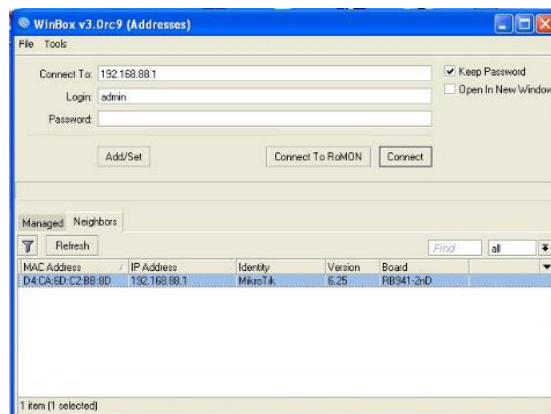 WinBox v3.0rc9 (Addresses)
File Tools
Connect To: 192.168.88.1
Keep Password
Login: admin
Open In New Window
Password:
Add/Set Connect To RoMON Connect
Managed Neighbors
Refresh Find all
MAC Address IP Address Identity Version Board
D4:CA:6D:C2:BB:8D 192.168.88.1 MikroTik 6.25 RB941-2nD
1 item (1 selected)